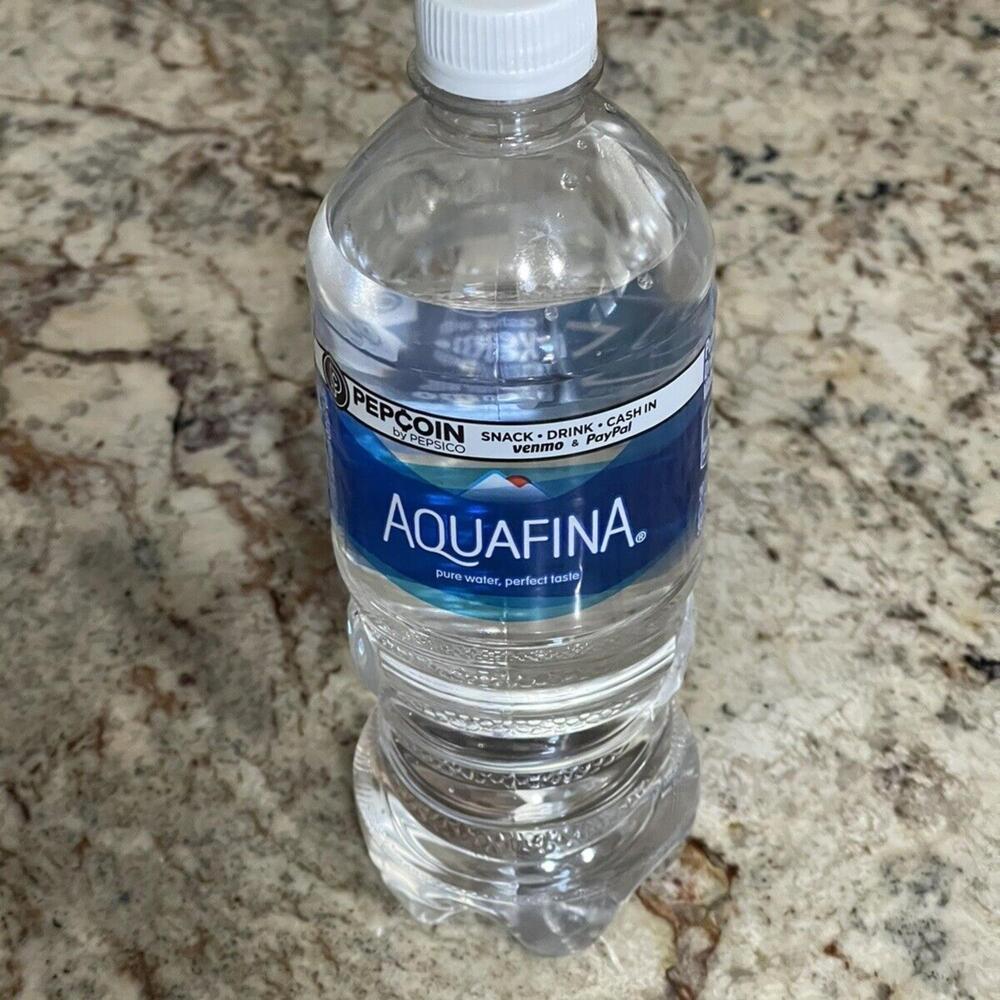 PEPCOIN
by PEPSICO
SNACK • DRINK • CASH IN
venmo & PayPal
AQUAFINA®
pure water, perfect taste